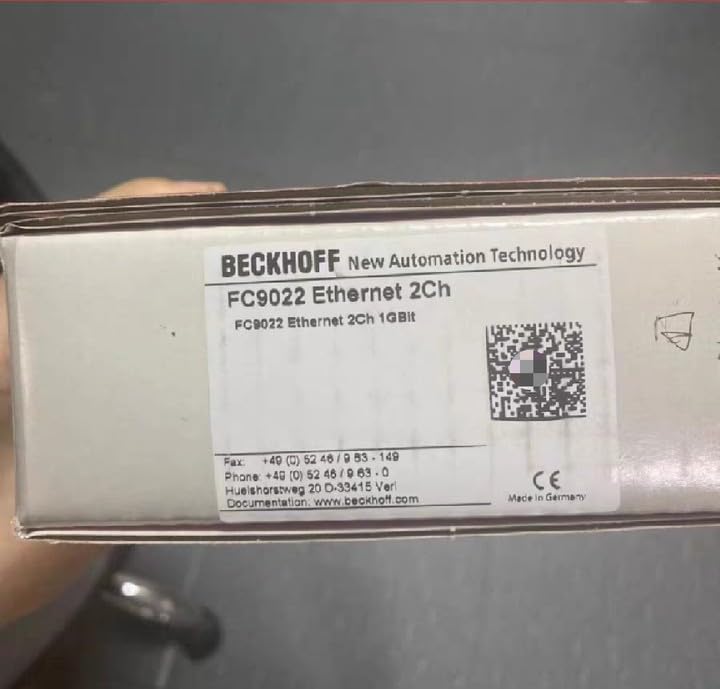 BECKHOFF New Automation Technology
FC9022 Ethernet 2Ch
FC9022 Ethernet 2Ch 1GBit
Fax: +49 (0) 52 46 / 9 63 - 149
Phone: +49 (0) 52 46 / 9 63 - 0
Huelshorstweg 20 D-33415 Verl
Documentation: www.beckhoff.com
CE
Made in Germany